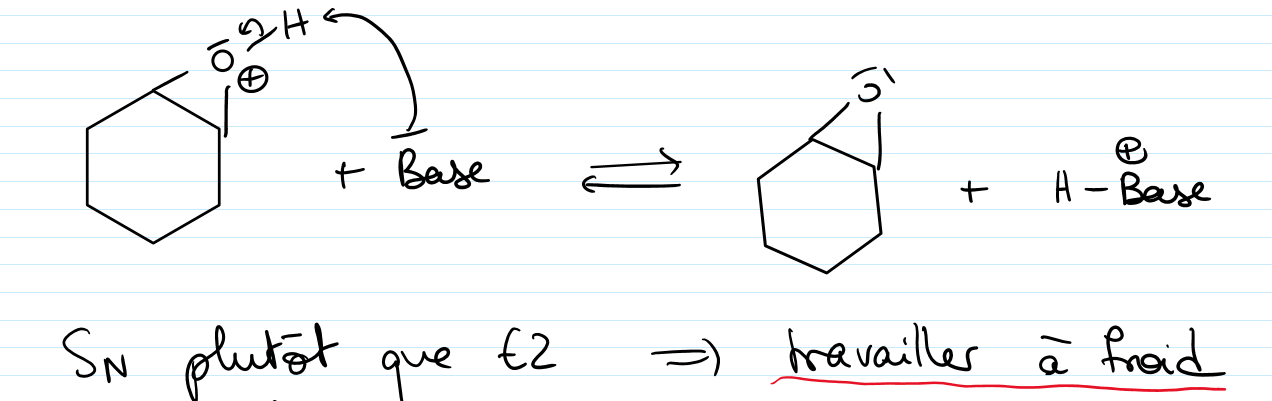 O H
⊕
+ Base ⇌ O + H - Base ⊕
SN plutôt que E2 => travailler à froid